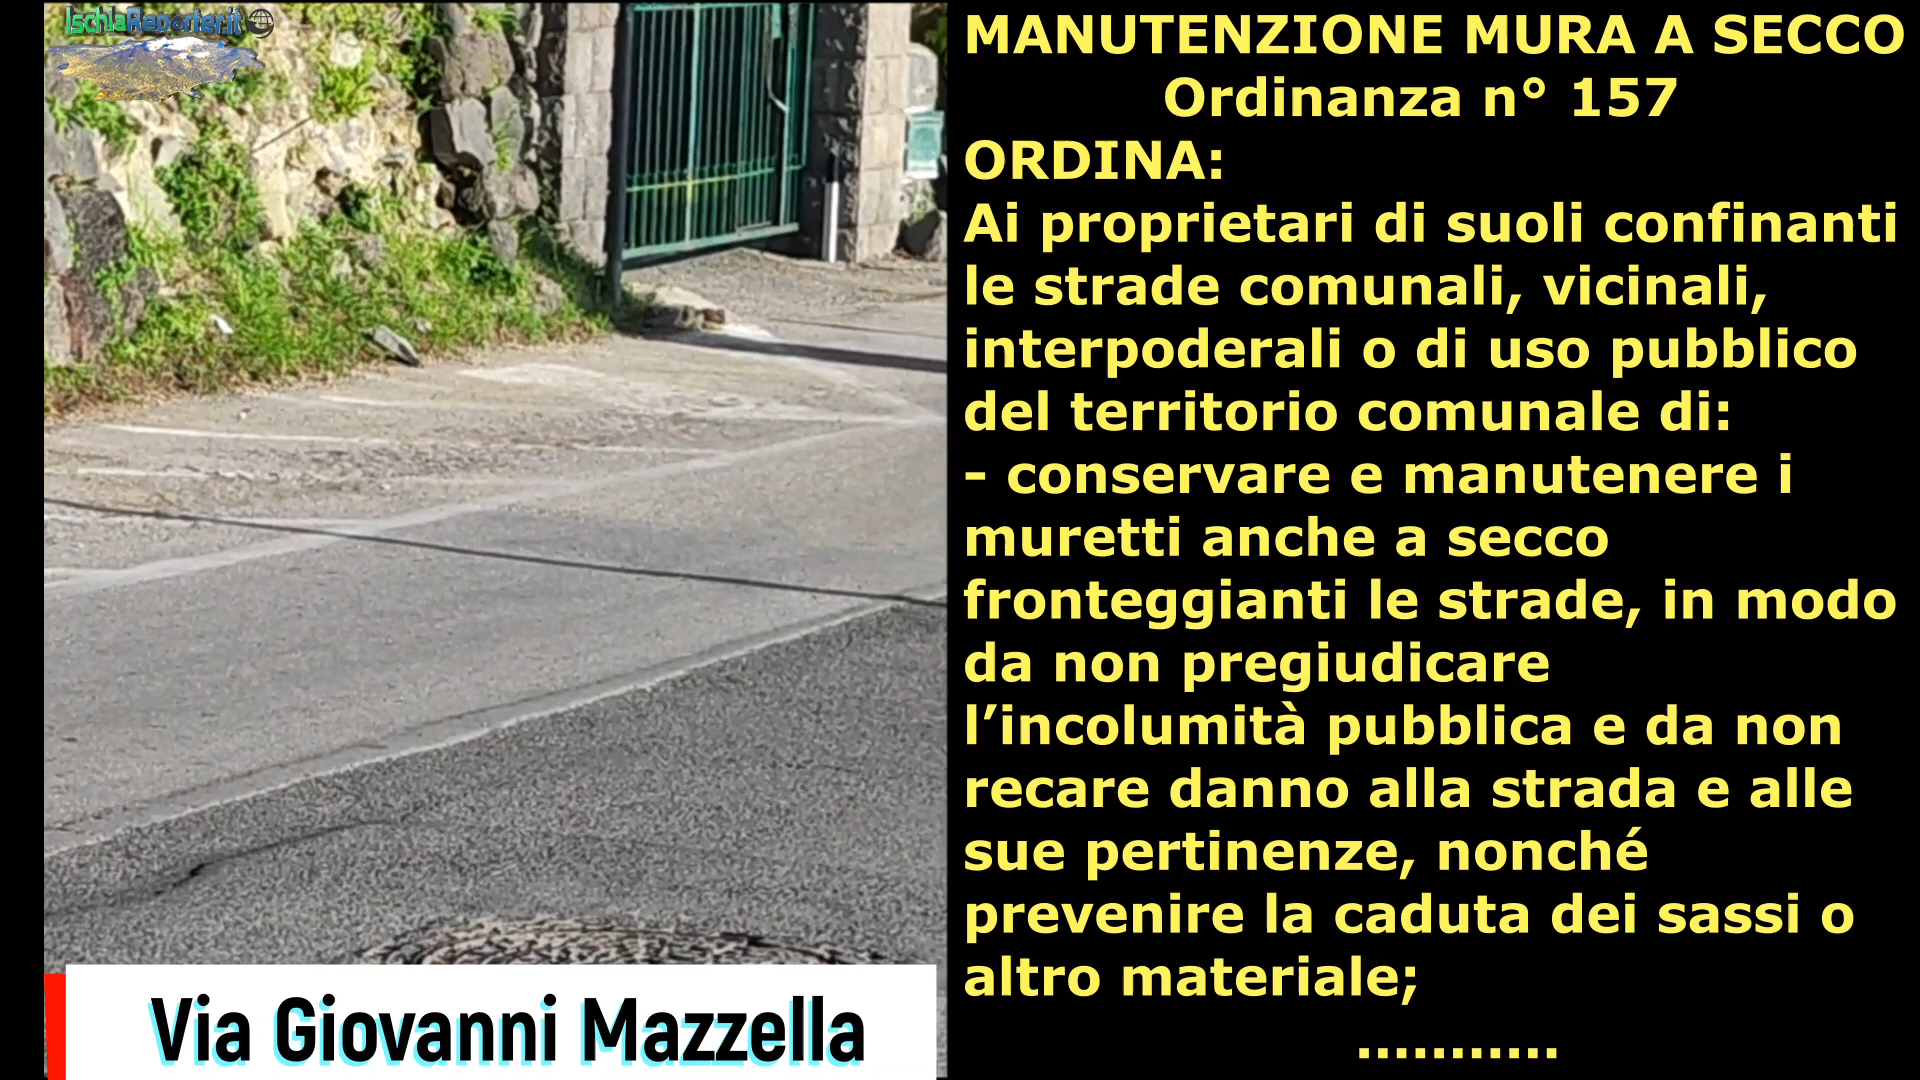 IschiaReporter.it
MANUTENZIONE MURA A SECCO
Ordinanza n° 157
ORDINA:
Ai proprietari di suoli confinanti
le strade comunali, vicinali,
interpoderali o di uso pubblico
del territorio comunale di:
- conservare e manutenere i
muretti anche a secco
fronteggianti le strade, in modo
da non pregiudicare
l’incolumità pubblica e da non
recare danno alla strada e alle
sue pertinenze, nonché
prevenire la caduta dei sassi o
altro materiale;
...........
Via Giovanni Mazzella